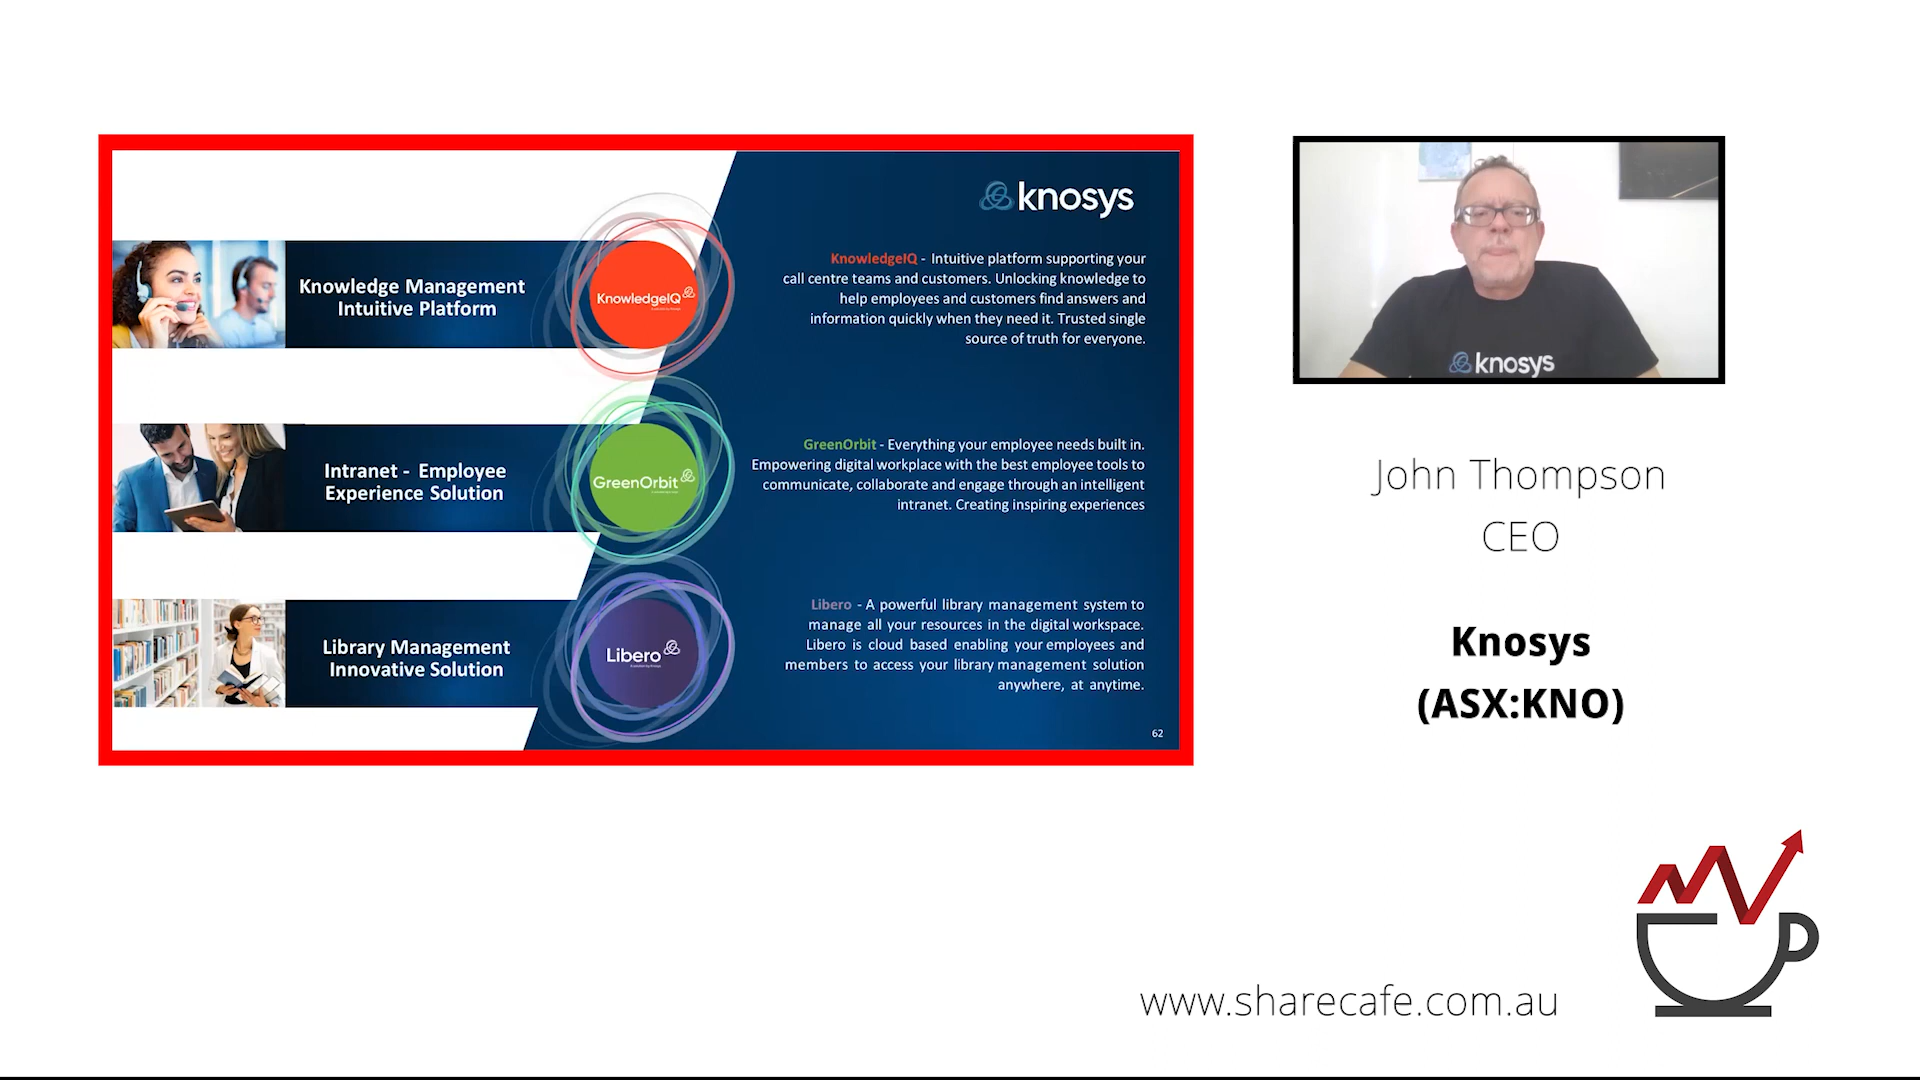 knosys
Knowledge Management
Intuitive Platform
KnowledgeIQ
KnowledgeIQ - Intuitive platform supporting your
call centre teams and customers. Unlocking knowledge to
help employees and customers find answers and
information quickly when they need it. Trusted single
source of truth for everyone.
Intranet - Employee
Experience Solution
GreenOrbit
GreenOrbit - Everything your employee needs built in.
Empowering digital workplace with the best employee tools to
communicate, collaborate and engage through an intelligent
intranet. Creating inspiring experiences
Library Management
Innovative Solution
Libero
Libero - A powerful library management system to
manage all your resources in the digital workspace.
Libero is cloud based enabling your employees and
members to access your library management solution
anywhere, at anytime.
62
knosys
John Thompson
CEO
Knosys
(ASX:KNO)
www.sharecafe.com.au